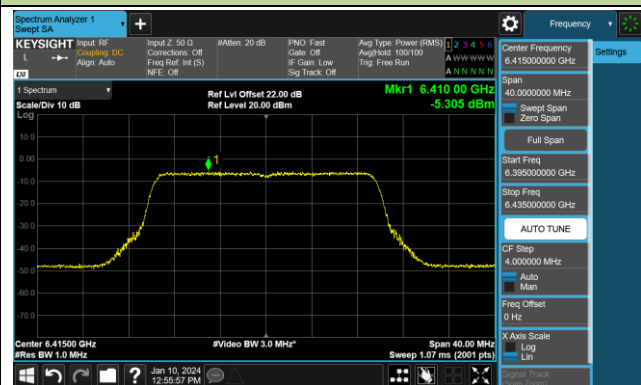 Spectrum Analyzer 1
Swept SA
Frequency
KEYSIGHT
L
LXI
Input: RF
Coupling: DC
Align: Auto
Input Z: 50 Ω
Corrections: Off
Freq Ref: Int (S)
NFE: Off
#Atten: 20 dB
PNO: Fast
Gate: Off
IF Gain: Low
Sig Track: Off
Avg Type: Power (RMS)
Avg|Hold: 100/100
Trig: Free Run
1 2 3 4 5 6
A W W W W W
A N N N N N
Center Frequency
6.415000000 GHz
Settings
Span
40.0000000 MHz
Swept Span
Zero Span
Full Span
Start Freq
6.395000000 GHz
Stop Freq
6.435000000 GHz
AUTO TUNE
CF Step
4.000000 MHz
Auto
Man
Freq Offset
0 Hz
X Axis Scale
Log
Lin
Signal Track
1 Spectrum
Scale/Div 10 dB
Log
Ref Lvl Offset 22.00 dB
Ref Level 20.00 dBm
Mkr1 6.410 00 GHz
-5.305 dBm
10.0
0.00
1
-10.0
-20.0
-30.0
-40.0
-50.0
-60.0
-70.0
Center 6.41500 GHz
#Res BW 1.0 MHz
#Video BW 3.0 MHz*
Span 40.00 MHz
Sweep 1.07 ms (2001 pts)
Jan 10, 2024
12:55:57 PM